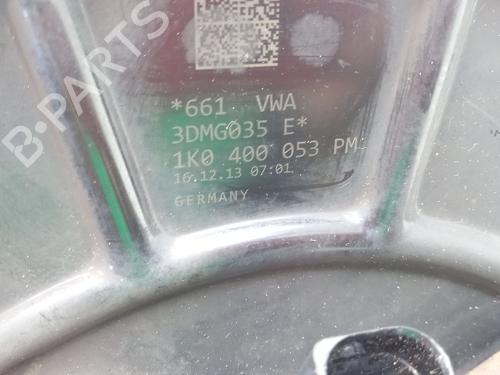 B-PARTS
*661 VWA
3DMG035 E*
1K0 400 053 PM
16.12.13 07:01
GERMANY